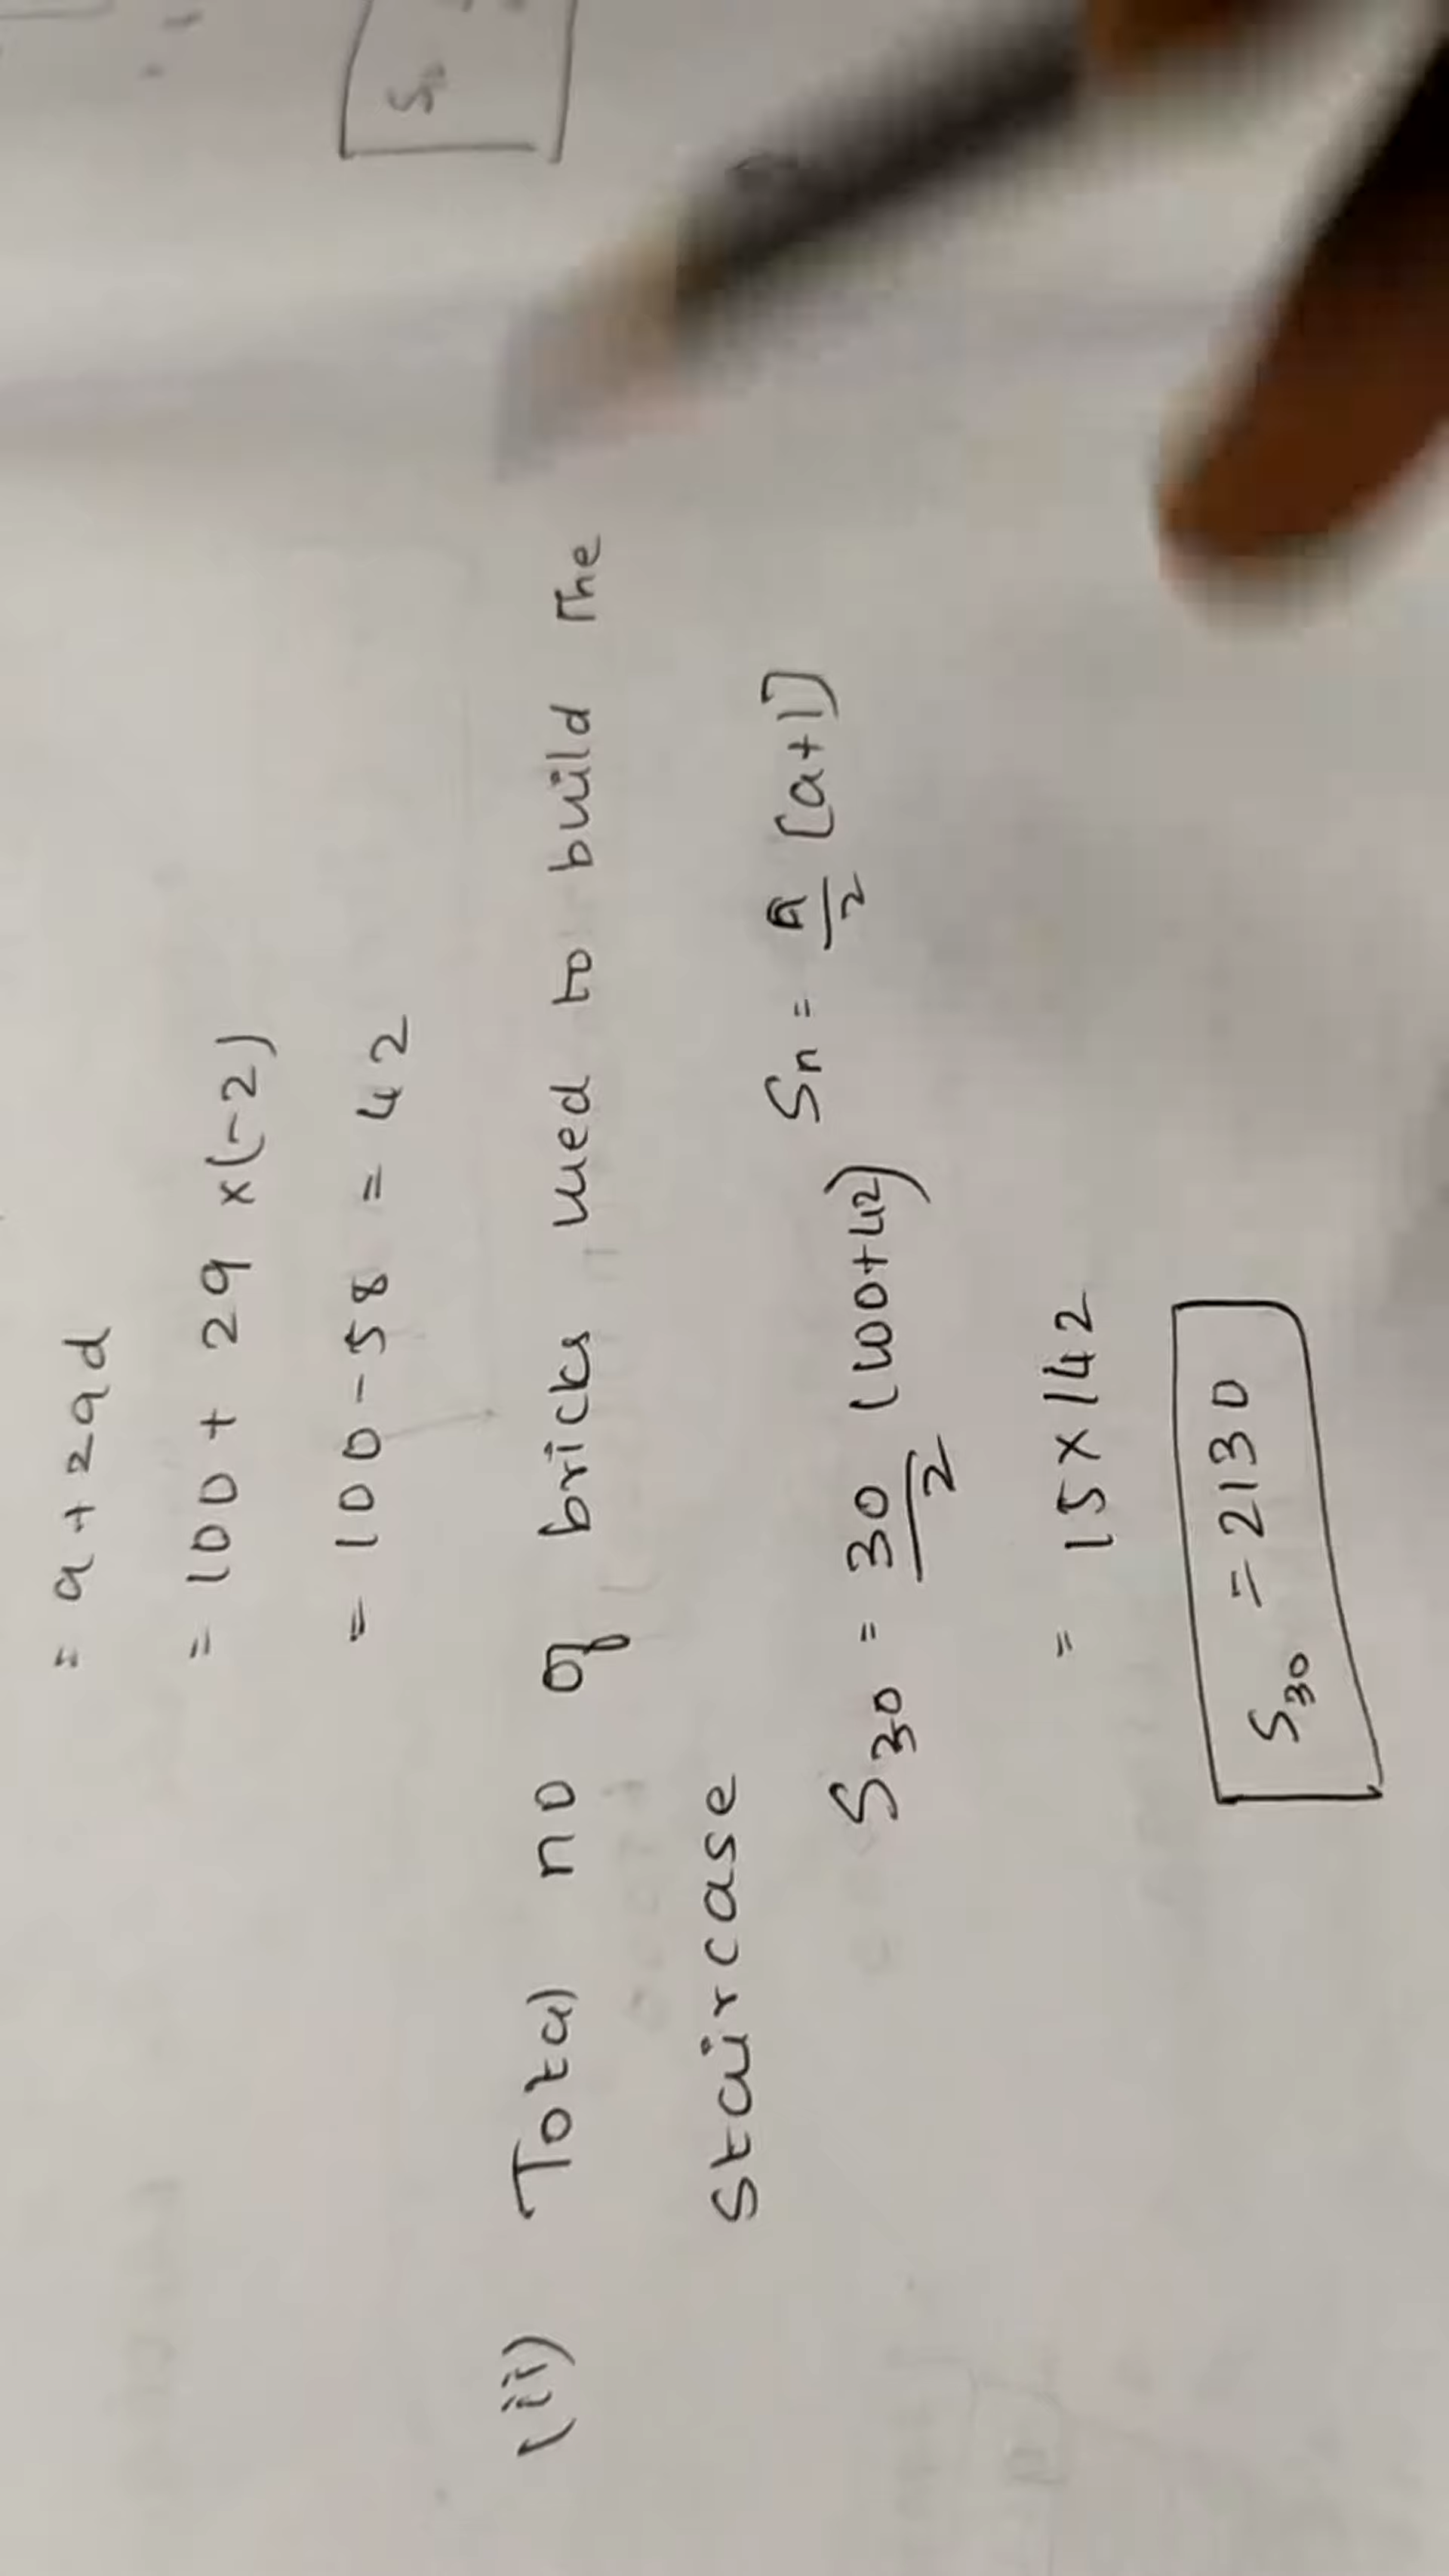 = a + 29d
= 100 + 29 x (-2)
= 100 - 58 = 42
(ii) Total no of bricks used to build the
Staircase
Sn = n/2 [a+l]
S30 = 30/2 (100+42)
= 15 x 142
S30 = 2130